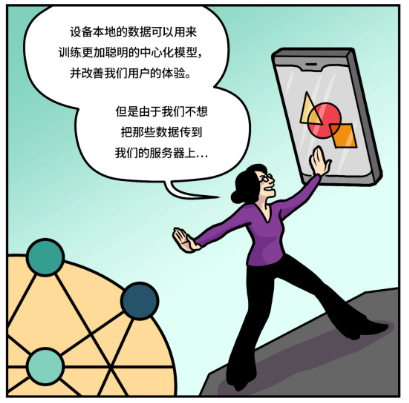 设备本地的数据可以用来
训练更加聪明的中心化模型，
并改善我们用户的体验。
但是由于我们不想
把那些数据传到
我们的服务器上…